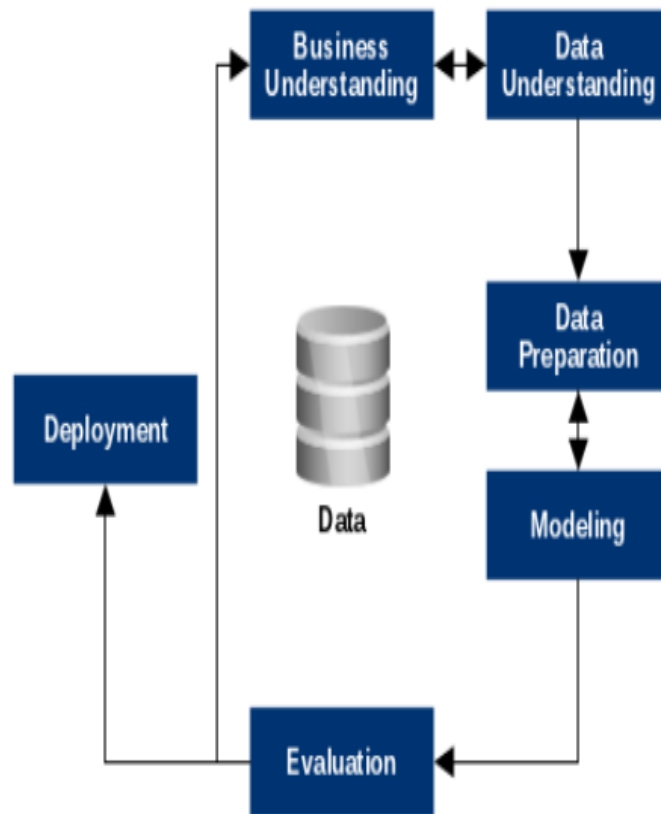 Business
Understanding
Data
Understanding
Data
Preparation
Deployment
Data
Modeling
Evaluation